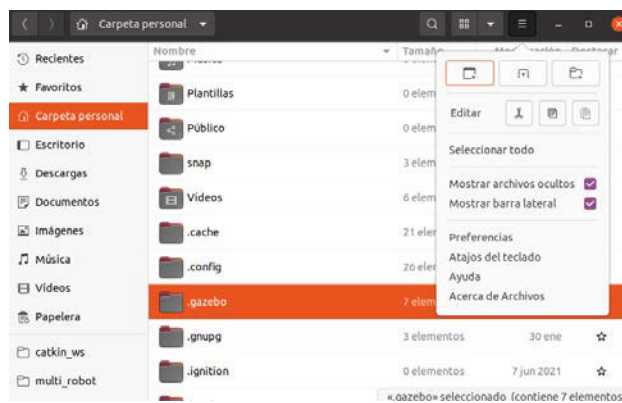 Carpeta personal
Recientes
Favoritos
Carpeta personal
Escritorio
Descargas
Documentos
Imágenes
Música
Vídeos
Papelera
catkin_ws
multi_robot
Nombre
Tamaño
Plantillas
0 elem
Público
0 elem
snap
3 elem
Vídeos
6 elem
.cache
21 elem
.config
26 elem
.gazebo
7 elem
.gnupg
3 elementos
30 ene
.ignition
0 elementos
7 jun 2021
Editar
Seleccionar todo
Mostrar archivos ocultos
Mostrar barra lateral
Preferencias
Atajos del teclado
Ayuda
Acerca de Archivos
«.gazebo» seleccionado (contiene 7 elementos